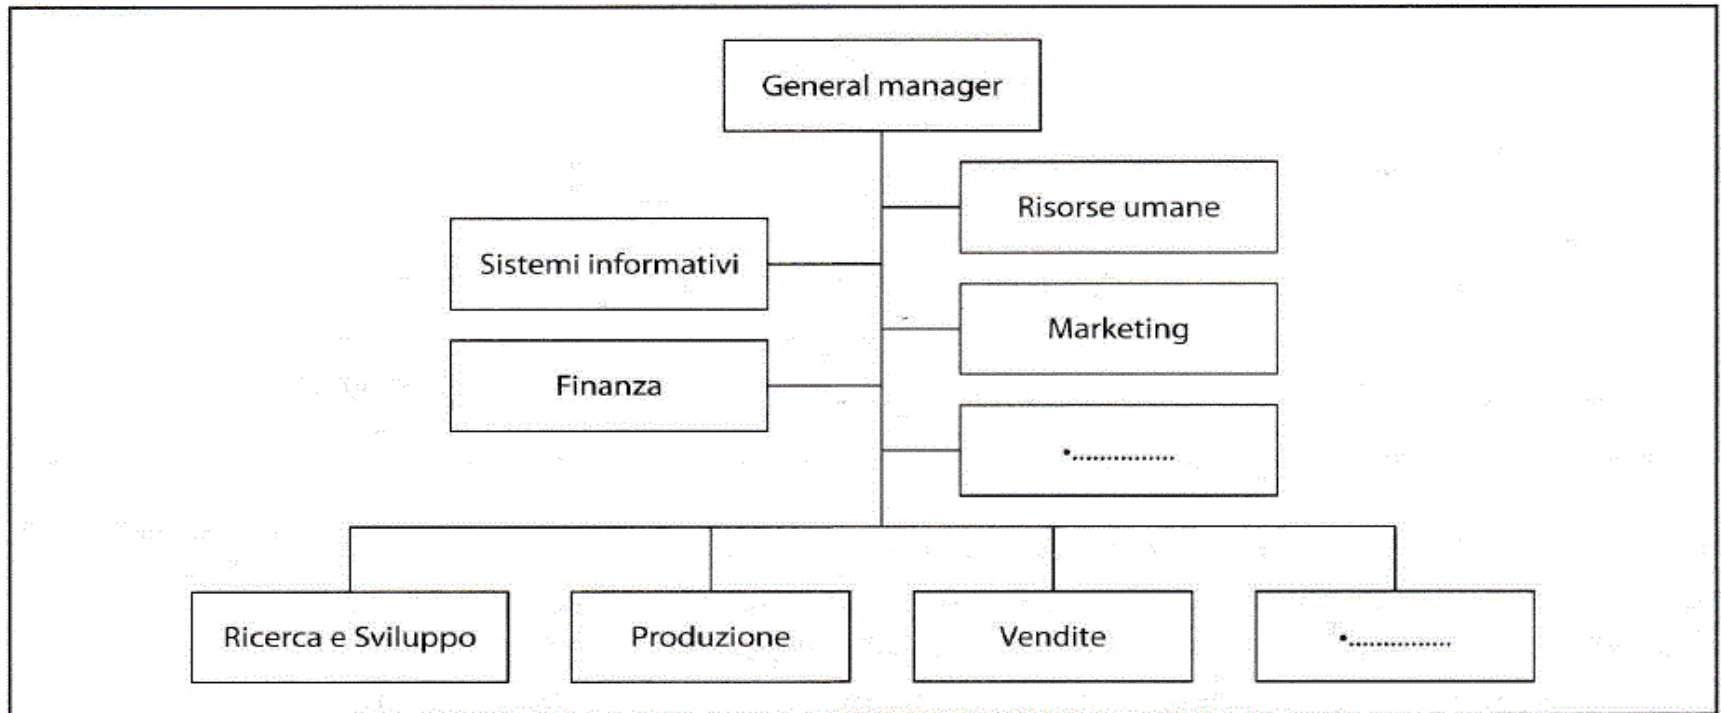 General manager
Risorse umane
Sistemi informativi
Marketing
Finanza
•...............
Ricerca e Sviluppo
Produzione
Vendite
•...............